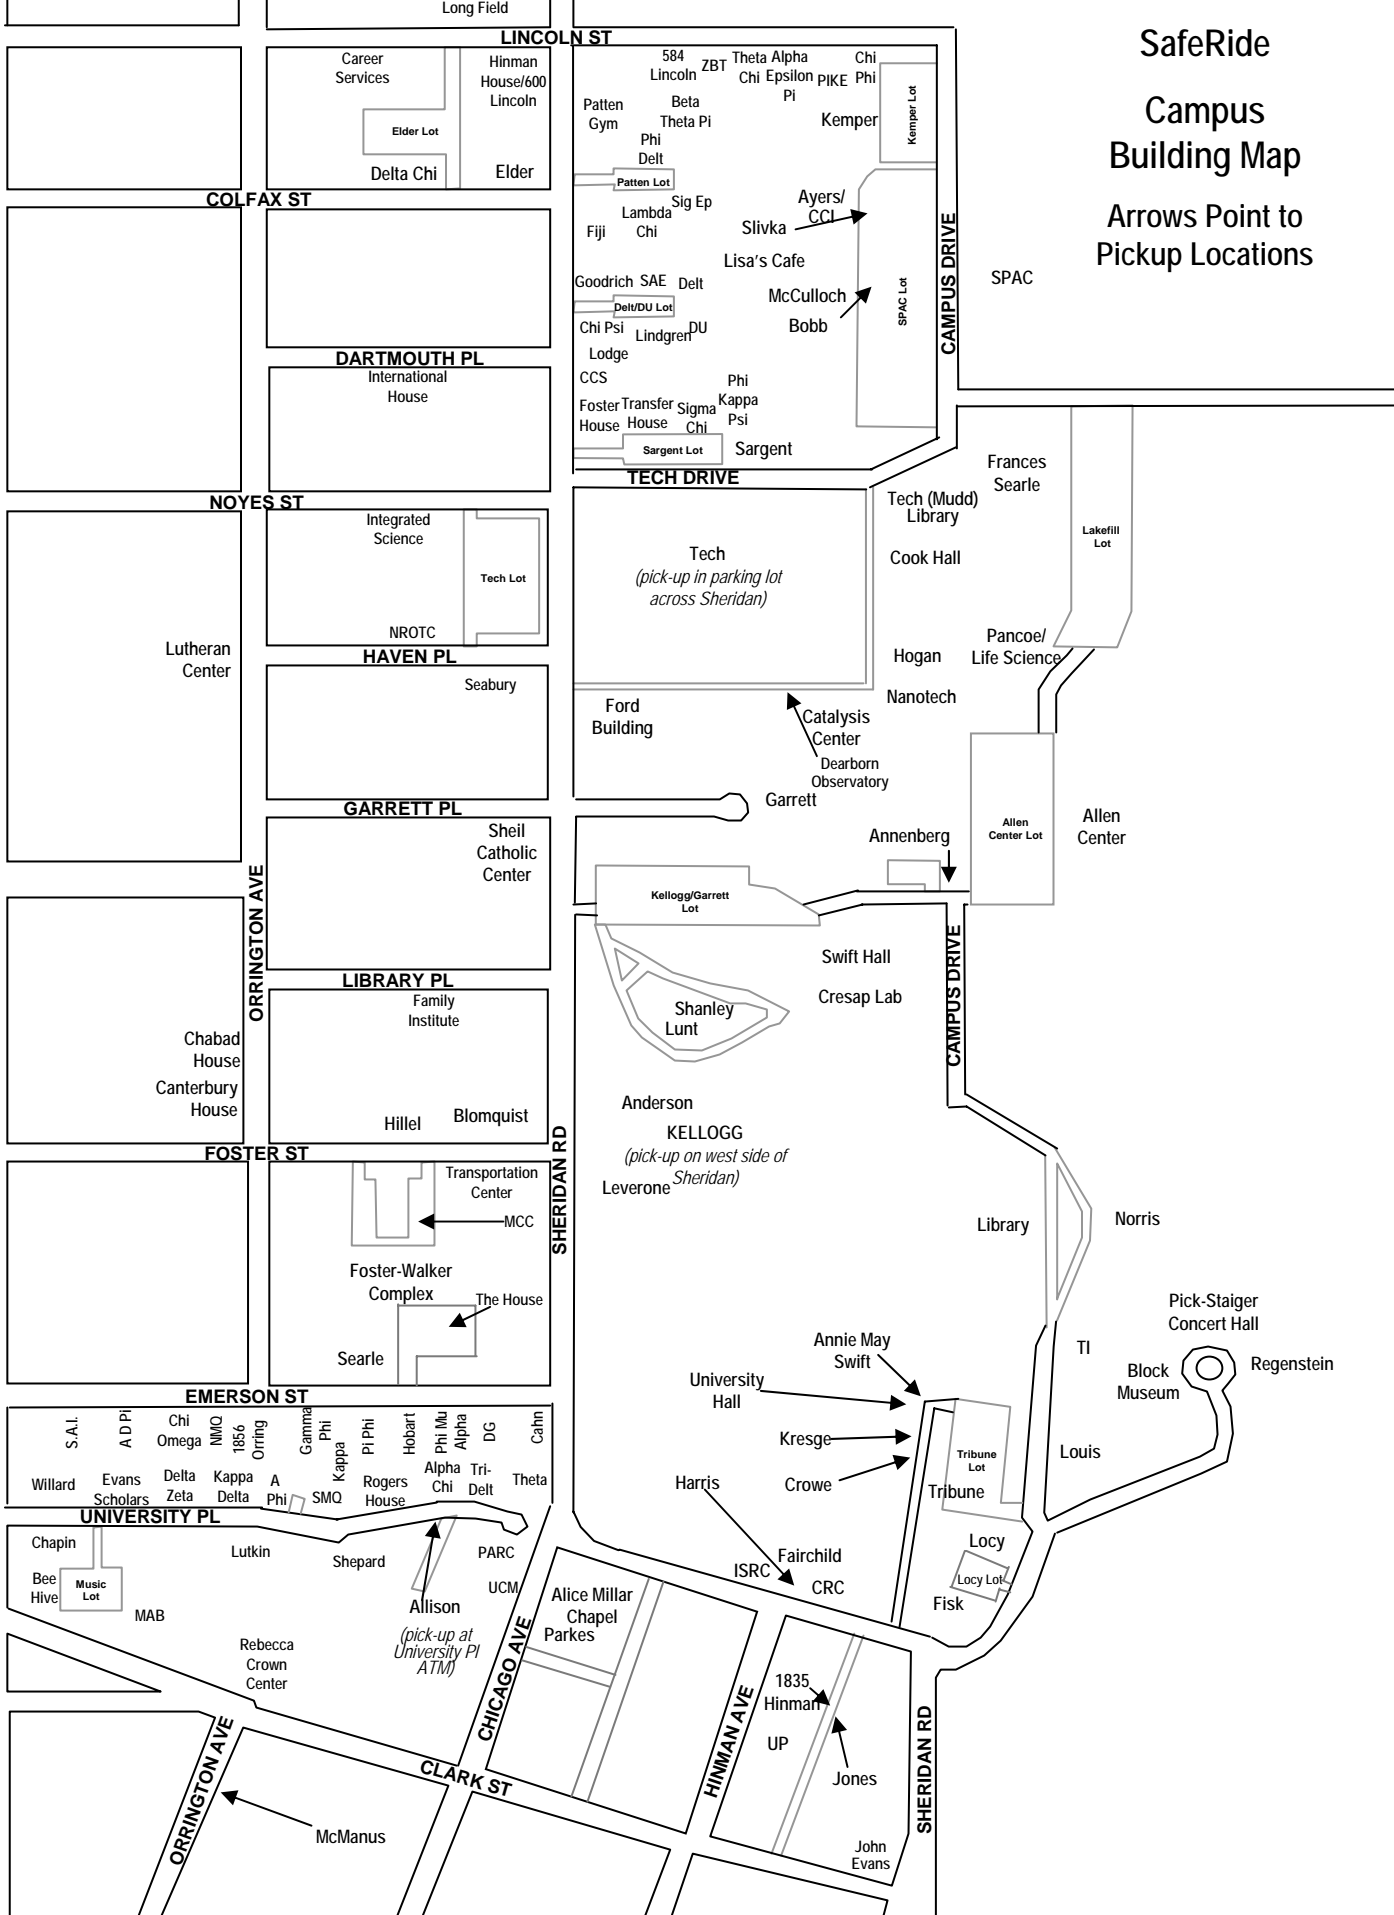 Long Field
LINCOLN ST
SafeRide
Campus
Building Map
Arrows Point to
Pickup Locations
Career
Services
Hinman
House/600
Lincoln
Elder Lot
Delta Chi
Elder
584
Lincoln
ZBT
Theta
Chi
Alpha
Epsilon
Pi
PIKE
Chi
Phi
Patten
Gym
Beta
Theta Pi
Kemper
Kemper Lot
Phi
Delt
Patten Lot
COLFAX ST
Sig Ep
Lambda
Chi
Fiji
Ayers/
CCI
Slivka
Lisa's Cafe
CAMPUS DRIVE
SPAC
Goodrich
SAE
Delt
McCulloch
Bobb
SPAC Lot
Delt/DU Lot
Chi Psi
Lodge
Lindgren
DU
DARTMOUTH PL
International
House
CCS
Foster
House
Transfer
House
Sigma
Chi
Phi
Kappa
Psi
Sargent Lot
Sargent
TECH DRIVE
Frances
Searle
Tech (Mudd)
Library
Lakefill
Lot
NOYES ST
Integrated
Science
Tech Lot
NROTC
Tech
(pick-up in parking lot
across Sheridan)
Cook Hall
Lutheran
Center
HAVEN PL
Seabury
Hogan
Pancoe/
Life Science
Nanotech
Ford
Building
Catalysis
Center
Dearborn
Observatory
Garrett
GARRETT PL
Sheil
Catholic
Center
Annenberg
Allen
Center Lot
Allen
Center
ORRINGTON AVE
Kellogg/Garrett
Lot
CAMPUS DRIVE
Swift Hall
Cresap Lab
LIBRARY PL
Family
Institute
Shanley
Lunt
Chabad
House
Canterbury
House
Hillel
Blomquist
Anderson
KELLOGG
(pick-up on west side of
Sheridan)
Leverone
FOSTER ST
SHERIDAN RD
Transportation
Center
MCC
Foster-Walker
Complex
The House
Searle
Library
Norris
Pick-Staiger
Concert Hall
TI
Block
Museum
Regenstein
Annie May
Swift
University
Hall
Kresge
Crowe
Harris
Tribune
Lot
Tribune
Louis
EMERSON ST
S.A.I.
A D Pi
Chi
Omega
NMQ
1856
Orring
Gamma
Phi
Kappa
Pi Phi
Hobart
Phi Mu
Alpha
DG
Cahn
Willard
Evans
Scholars
Delta
Zeta
Kappa
Delta
A
Phi
SMQ
Rogers
House
Alpha
Chi
Tri-
Delt
Theta
UNIVERSITY PL
Chapin
Bee
Hive
Music
Lot
MAB
Lutkin
Shepard
PARC
UCM
Allison
(pick-up at
University Pl
ATM)
Rebecca
Crown
Center
Alice Millar
Chapel
Parkes
ISRC
Fairchild
CRC
Locy
Locy Lot
Fisk
CHICAGO AVE
HINMAN AVE
1835
Hinman
UP
Jones
SHERIDAN RD
John
Evans
CLARK ST
ORRINGTON AVE
McManus